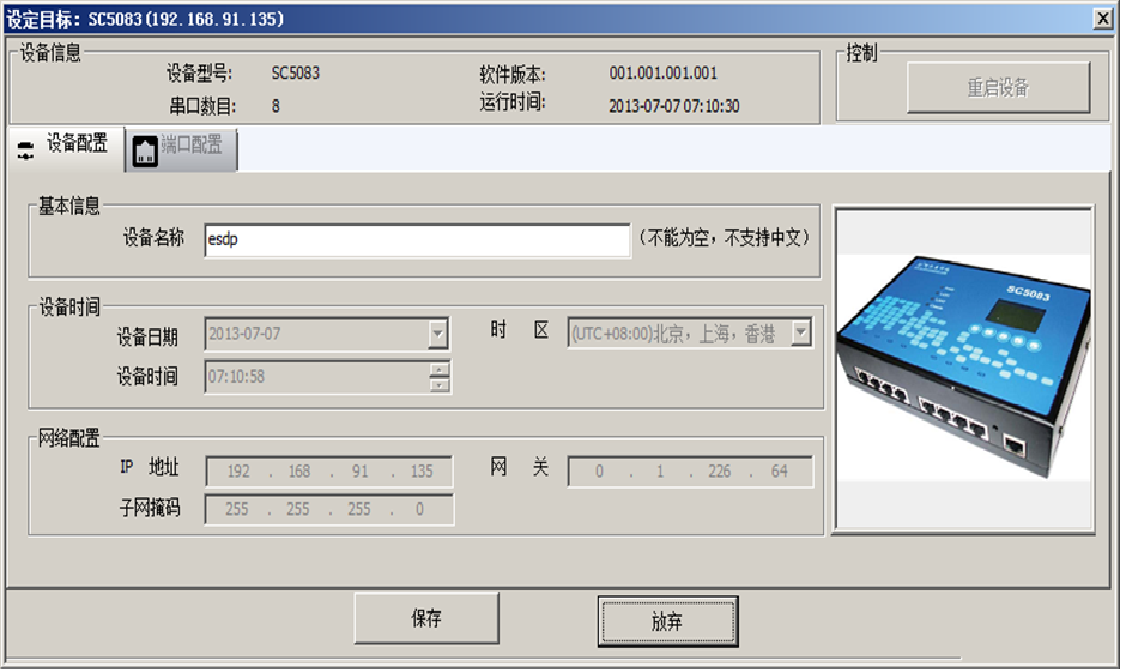 设定目标: SC5083(192.168.91.135)
设备信息
设备型号: SC5083 软件版本: 001.001.001.001
串口数目: 8 运行时间: 2013-07-07 07:10:30
控制
重启设备
设备配置 端口配置
基本信息
设备名称 esdp (不能为空，不支持中文)
设备时间
设备日期 2013-07-07 时 区 (UTC+08:00)北京，上海，香港
设备时间 07:10:58
网络配置
IP 地址 192 . 168 . 91 . 135 网 关 0 . 1 . 226 . 64
子网掩码 255 . 255 . 255 . 0
SC5083
保存 放弃